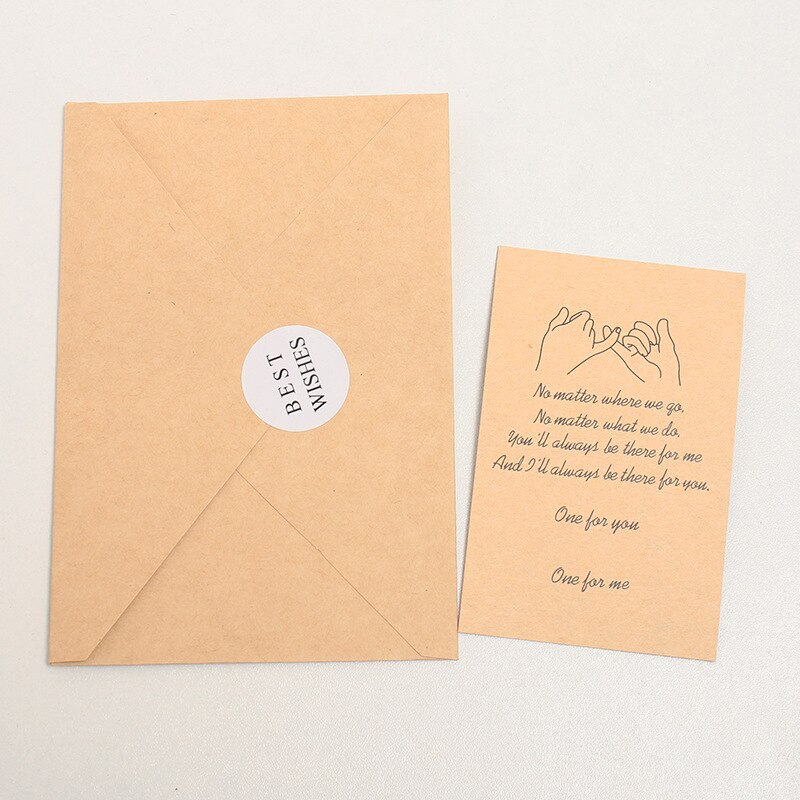 BEST
WISHES
No matter where we go,
No matter what we do,
You'll always be there for me
And I'll always be there for you.
One for you
One for me